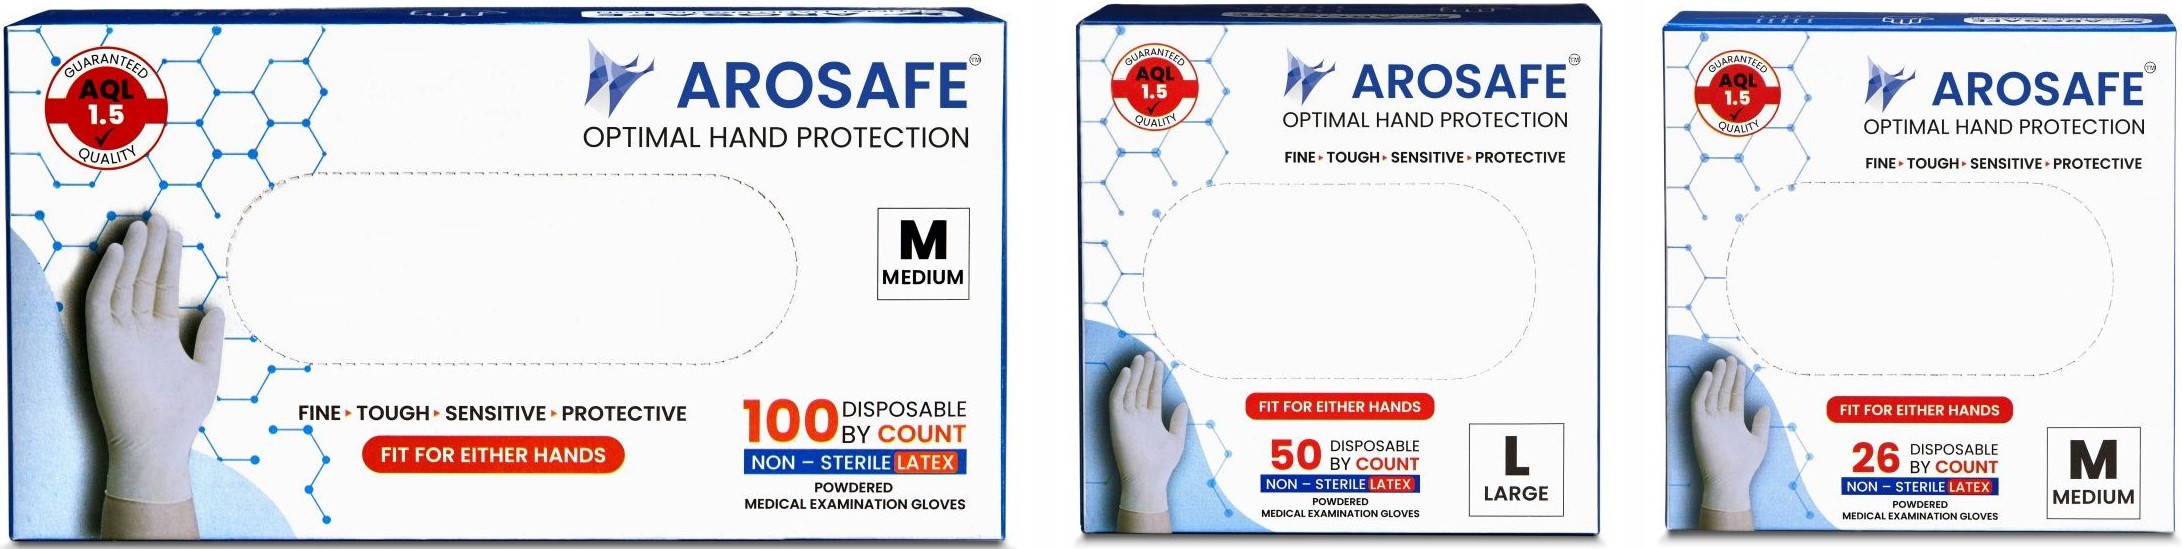 GUARANTEED
AQL
1.5
QUALITY
AROSAFE™
OPTIMAL HAND PROTECTION
M
MEDIUM
FINE ▸ TOUGH ▸ SENSITIVE ▸ PROTECTIVE
FIT FOR EITHER HANDS
100 DISPOSABLE
BY COUNT
NON – STERILE LATEX
POWDERED
MEDICAL EXAMINATION GLOVES
GUARANTEED
AQL
1.5
QUALITY
AROSAFE™
OPTIMAL HAND PROTECTION
FINE ▸ TOUGH ▸ SENSITIVE ▸ PROTECTIVE
FIT FOR EITHER HANDS
50 DISPOSABLE
BY COUNT
NON – STERILE LATEX
POWDERED
MEDICAL EXAMINATION GLOVES
L
LARGE
GUARANTEED
AQL
1.5
QUALITY
AROSAFE™
OPTIMAL HAND PROTECTION
FINE ▸ TOUGH ▸ SENSITIVE ▸ PROTECTIVE
FIT FOR EITHER HANDS
26 DISPOSABLE
BY COUNT
NON – STERILE LATEX
POWDERED
MEDICAL EXAMINATION GLOVES
M
MEDIUM